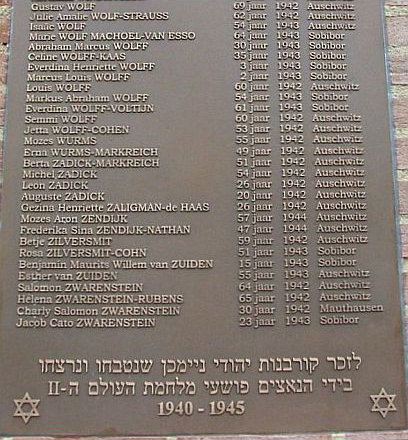 Gustav WOLF 69 jaar 1942 Auschwitz
Julie Amalie WOLF-STRAUSS 62 jaar 1942 Auschwitz
Isaäc WOLF 54 jaar 1943 Auschwitz
Marie WOLF MACHOEL-VAN ESSO 64 jaar 1943 Sobibor
Abraham Marcus WOLFF 30 jaar 1943 Sobibor
Celine WOLFF-KAAS 35 jaar 1943 Sobibor
Everdina Henriette WOLFF 3 jaar 1943 Sobibor
Marcus Louis WOLFF 2 jaar 1943 Sobibor
Louis WOLFF 60 jaar 1942 Auschwitz
Markus Abraham WOLFF 54 jaar 1943 Sobibor
Everdina WOLFF-VOLTIJN 61 jaar 1943 Sobibor
Semmi WOLFF 60 jaar 1942 Auschwitz
Jetta WOLFF-COHEN 53 jaar 1942 Auschwitz
Mozes WURMS 55 jaar 1942 Auschwitz
Erna WURMS-MARKREICH 49 jaar 1942 Auschwitz
Berta ZADICK-MARKREICH 51 jaar 1942 Auschwitz
Michel ZADICK 54 jaar 1942 Auschwitz
Leon ZADICK 26 jaar 1942 Auschwitz
Auguste ZADICK 20 jaar 1942 Auschwitz
Gezina Henriette ZALIGMAN-de HAAS 26 jaar 1942 Auschwitz
Mozes Aron ZENDIJK 57 jaar 1944 Auschwitz
Frederika Sina ZENDIJK-NATHAN 47 jaar 1944 Auschwitz
Betje ZILVERSMIT 59 jaar 1942 Auschwitz
Rosa ZILVERSMIT-COHN 51 jaar 1943 Sobibor
Benjamin Maurits Willem van ZUIDEN 15 jaar 1943 Sobibor
Esther van ZUIDEN 55 jaar 1943 Auschwitz
Salomon ZWARENSTEIN 64 jaar 1942 Auschwitz
Helena ZWARENSTEIN-RUBENS 65 jaar 1942 Auschwitz
Charly Salomon ZWARENSTEIN 30 jaar 1942 Mauthausen
Jacob Cato ZWARENSTEIN 23 jaar 1943 Sobibor
לזכר קורבנות יהודי ניימכן שנטבחו ונרצחו
בידי הנאצים פושעי מלחמת העולם ה-II
1940 - 1945